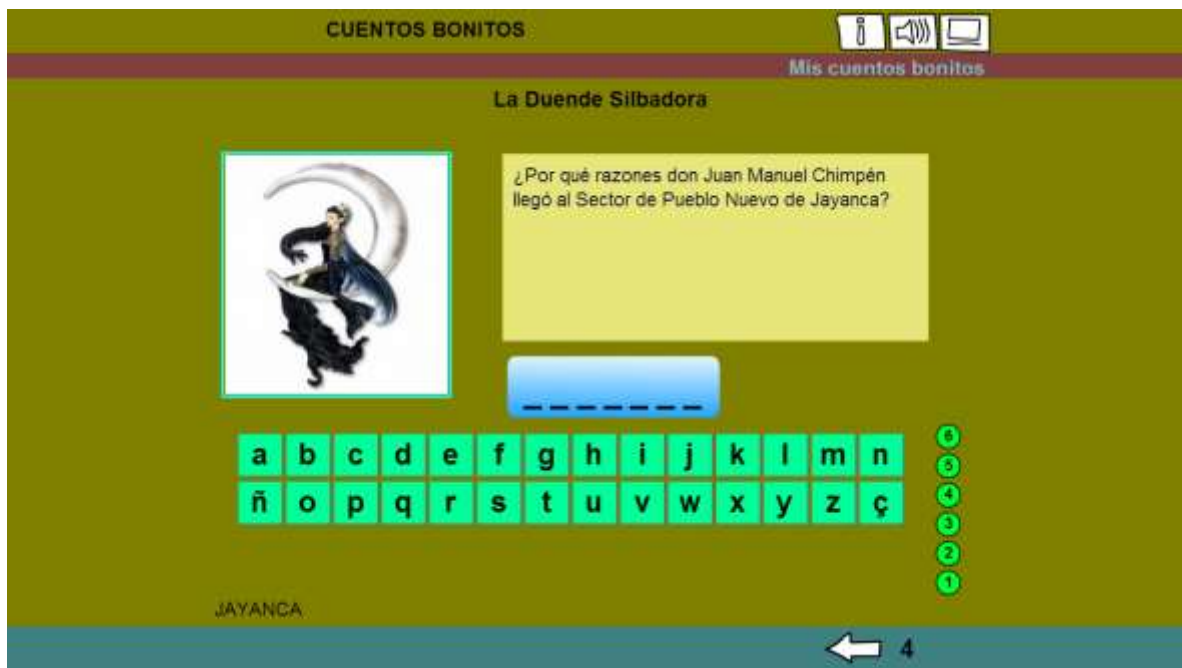 CUENTOS BONITOS
i
Mis cuentos bonitos
La Duende Silbadora
¿Por qué razones don Juan Manuel Chimpén
llegó al Sector de Pueblo Nuevo de Jayanca?
_ _ _ _ _ _ _
a b c d e f g h i j k l m n
ñ o p q r s t u v w x y z ç
6
5
4
3
2
1
JAYANCA
4